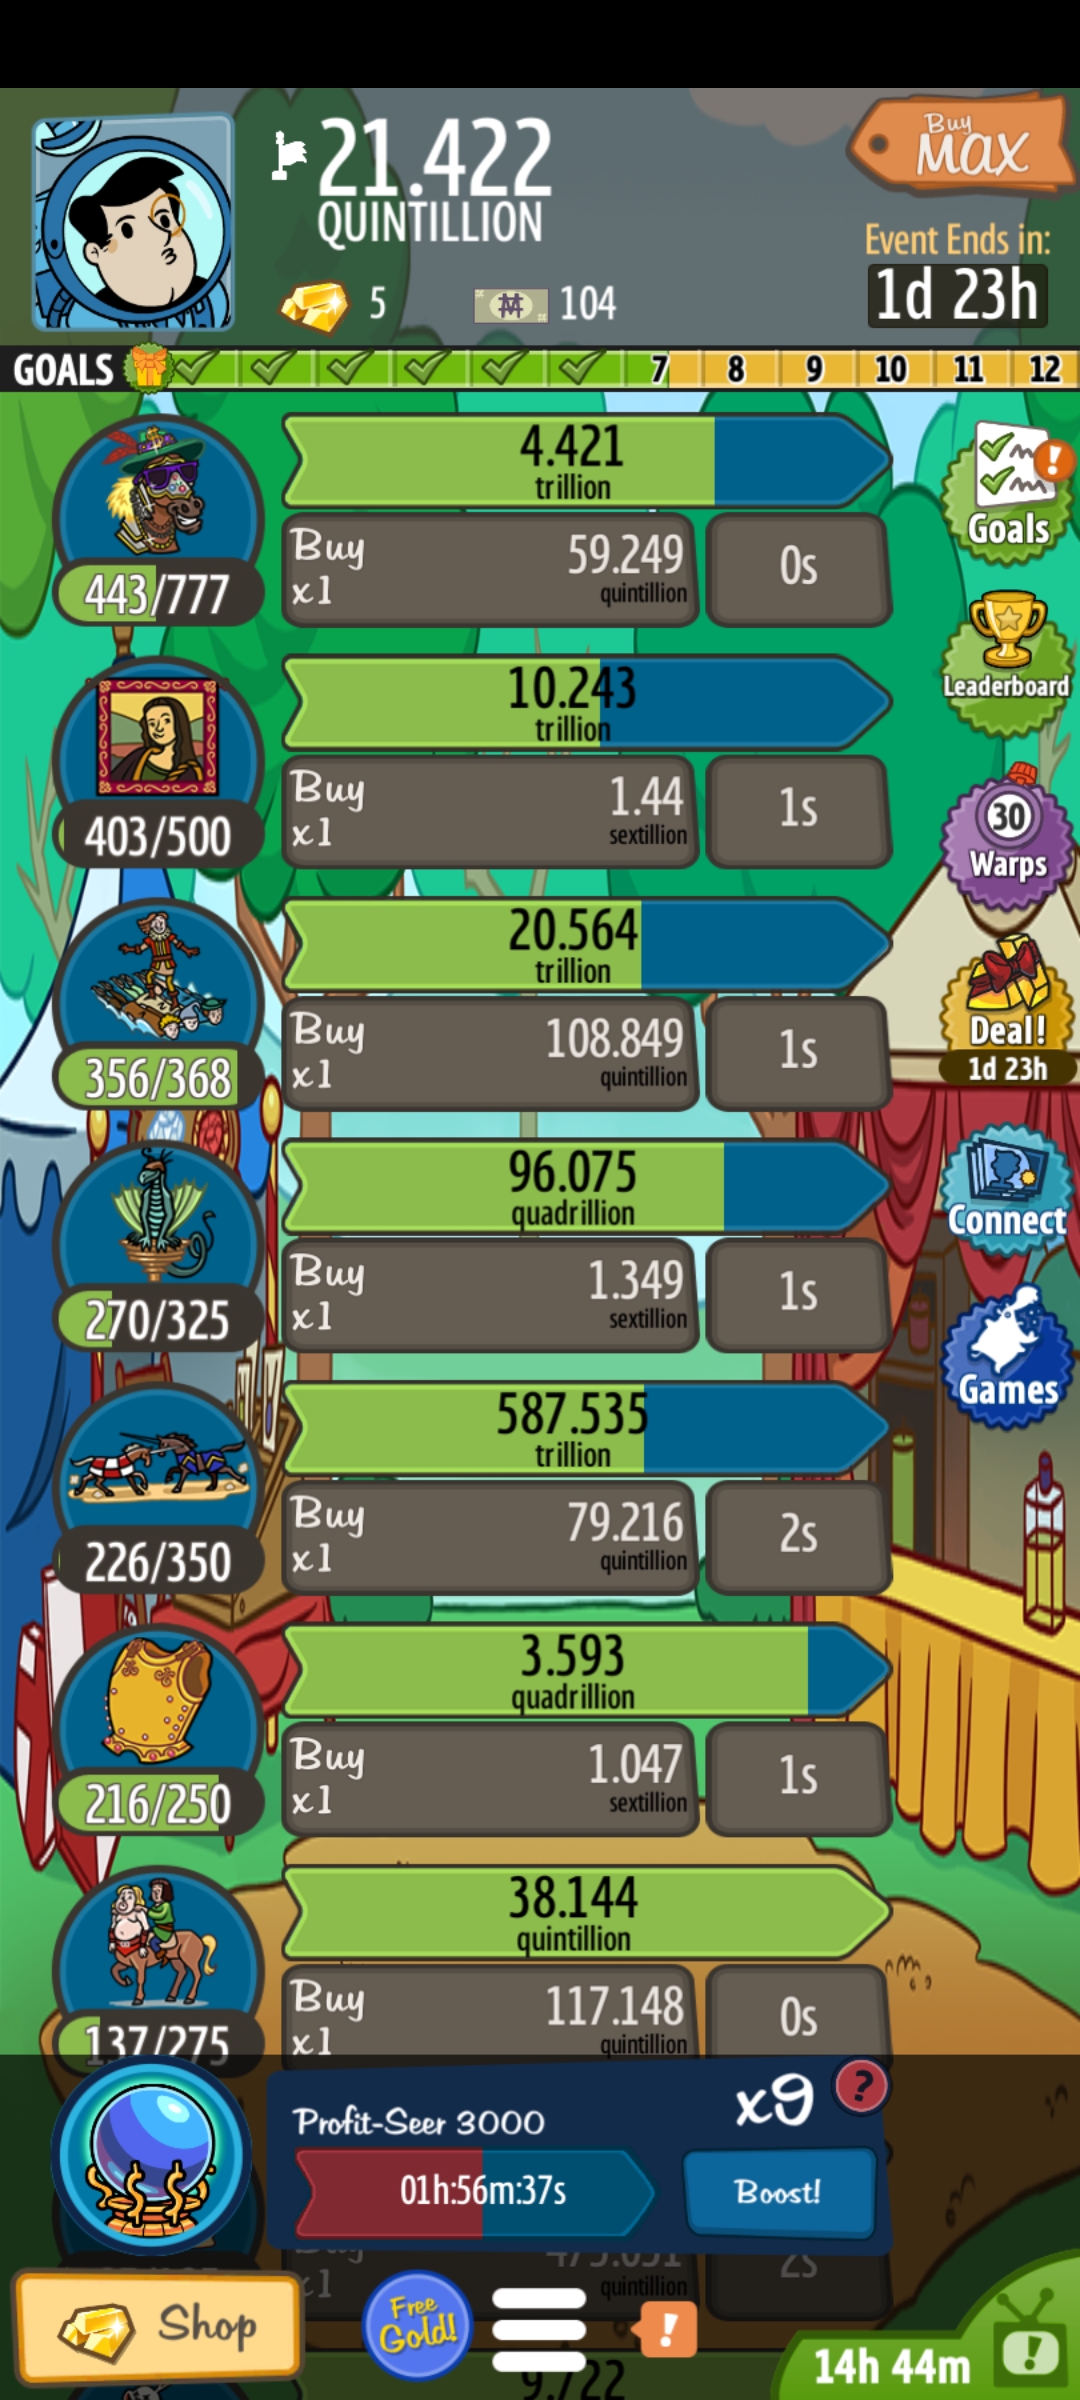 21.422
QUINTILLION
Buy
MAX
5
104
Event Ends in:
1d 23h
GOALS
7
8
9
10
11
12
4.421
trillion
443/777
Buy
x1
59.249
quintillion
0s
Goals
10.243
trillion
403/500
Buy
x1
1.44
sextillion
1s
Leaderboard
30
Warps
20.564
trillion
356/368
Buy
x1
108.849
quintillion
1s
Deal!
1d 23h
96.075
quadrillion
270/325
Buy
x1
1.349
sextillion
1s
Connect
Games
587.535
trillion
226/350
Buy
x1
79.216
quintillion
2s
3.593
quadrillion
216/250
Buy
x1
1.047
sextillion
1s
38.144
quintillion
137/275
Buy
x1
117.148
quintillion
0s
Profit-Seer 3000
x9
?
01h:56m:37s
Boost!
x1
quintillion
2s
Shop
Free
Gold!
!
14h 44m
!